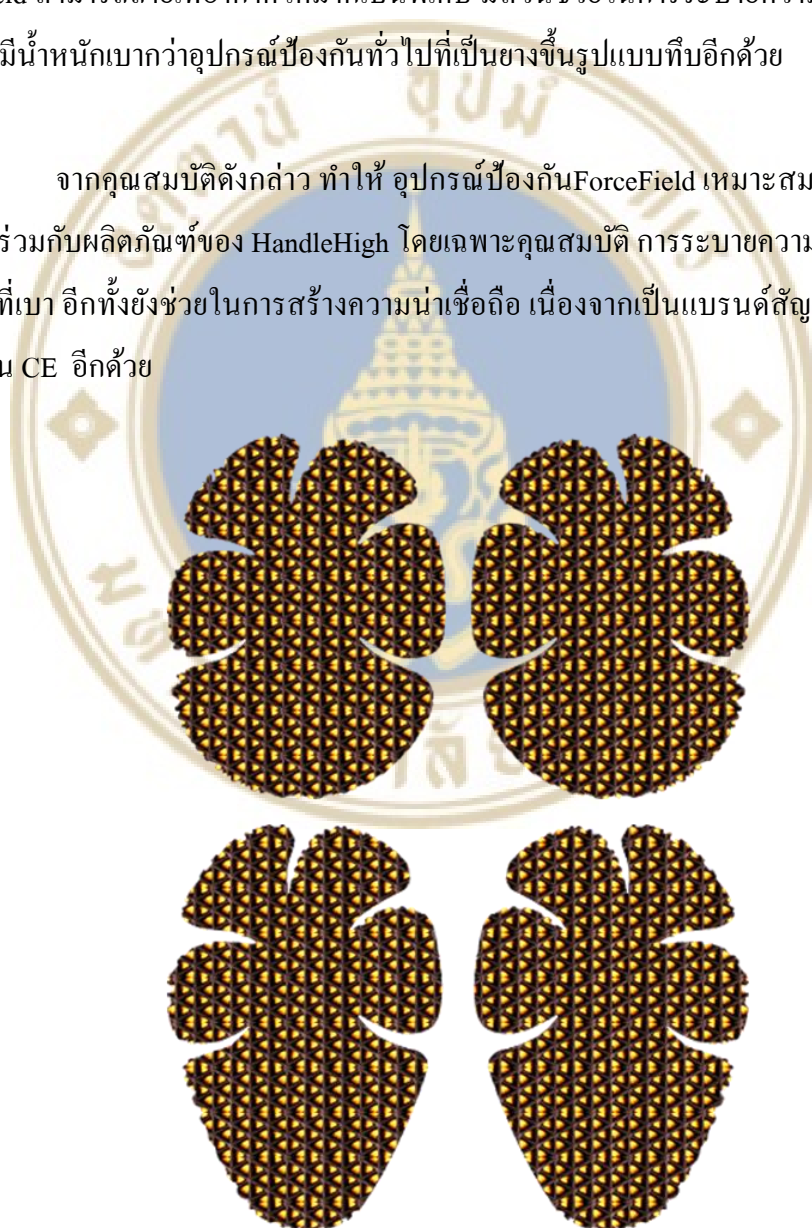 มีน้ำหนักเบากว่าอุปกรณ์ป้องกันทั่วไปที่เป็นยางขึ้นรูปแบบทึบอีกด้วย
จากคุณสมบัติดังกล่าว ทำให้ อุปกรณ์ป้องกันForceField เหมาะสม
ร่วมกับผลิตภัณฑ์ของ HandleHigh โดยเฉพาะคุณสมบัติ การระบายความ
ที่เบา อีกทั้งยังช่วยในการสร้างความน่าเชื่อถือ เนื่องจากเป็นแบรนด์สัญ
น CE อีกด้วย